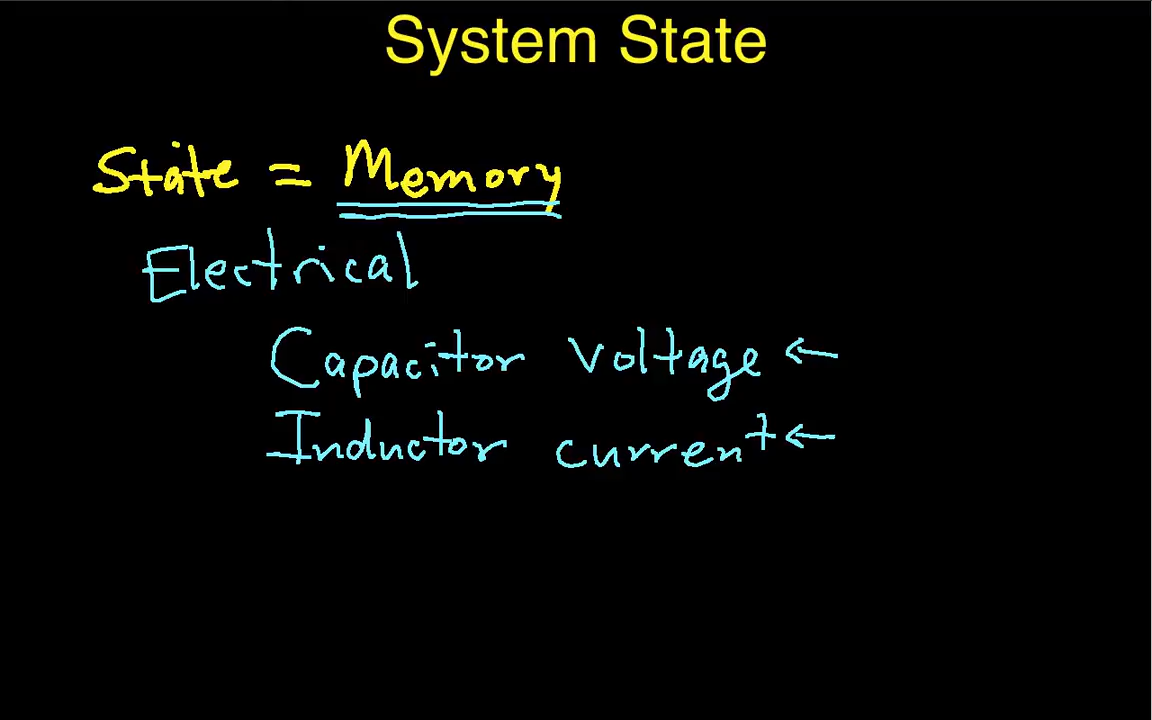 System State
State = Memory
Electrical
Capacitor voltage ←
Inductor current ←